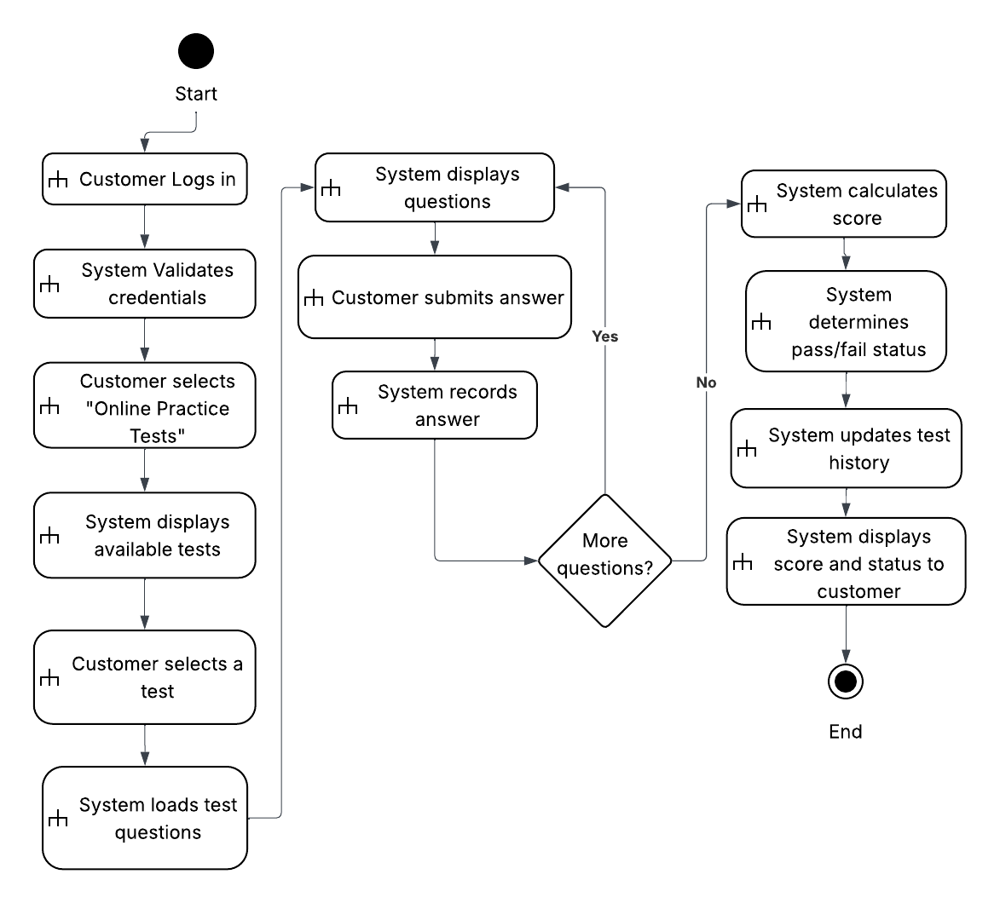 Start
Customer Logs in
System Validates
credentials
Customer selects
"Online Practice
Tests"
System displays
available tests
Customer selects a
test
System loads test
questions
System displays
questions
Customer submits answer
System records
answer
More
questions?
Yes
No
System calculates
score
System
determines
pass/fail status
System updates test
history
System displays
score and status to
customer
End